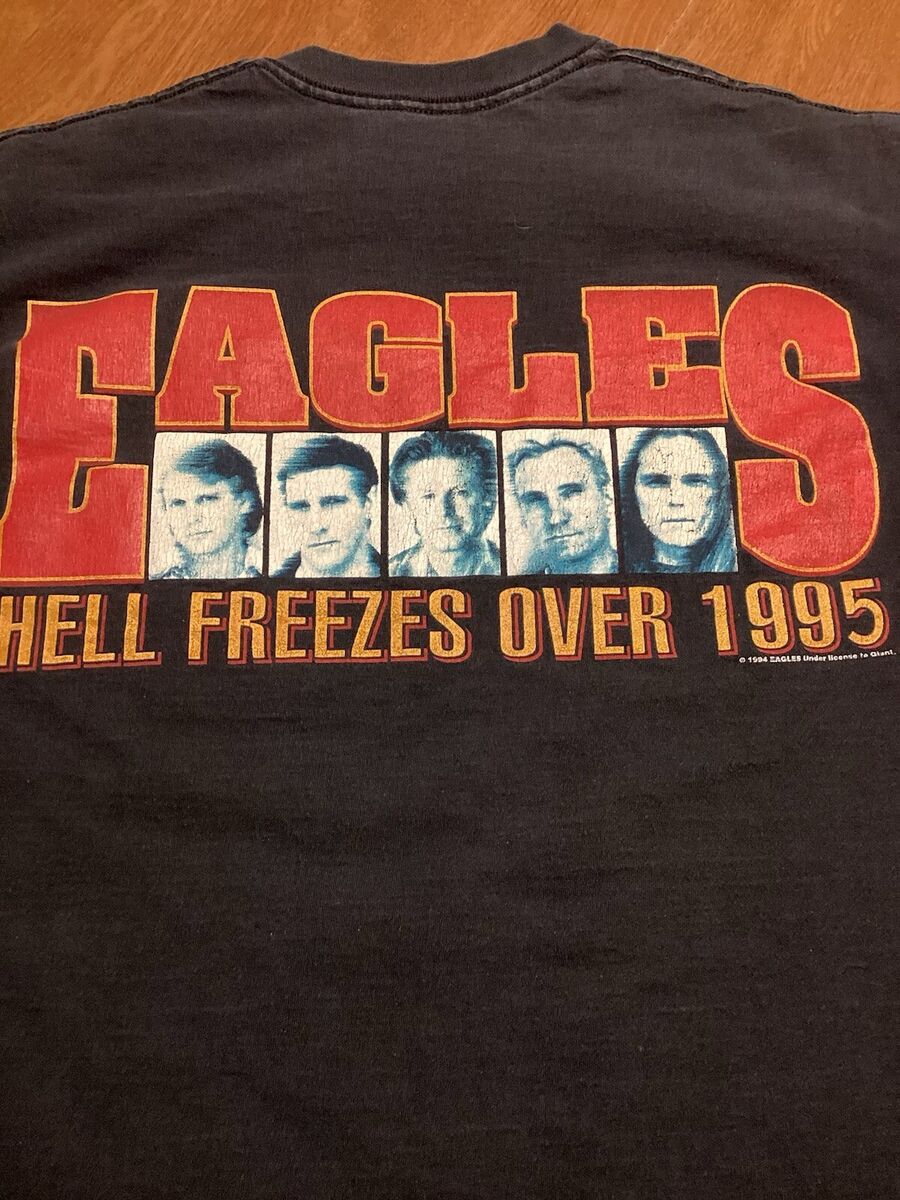 EAGLES
HELL FREEZES OVER 1995
© 1994 EAGLES Under license to Giant.